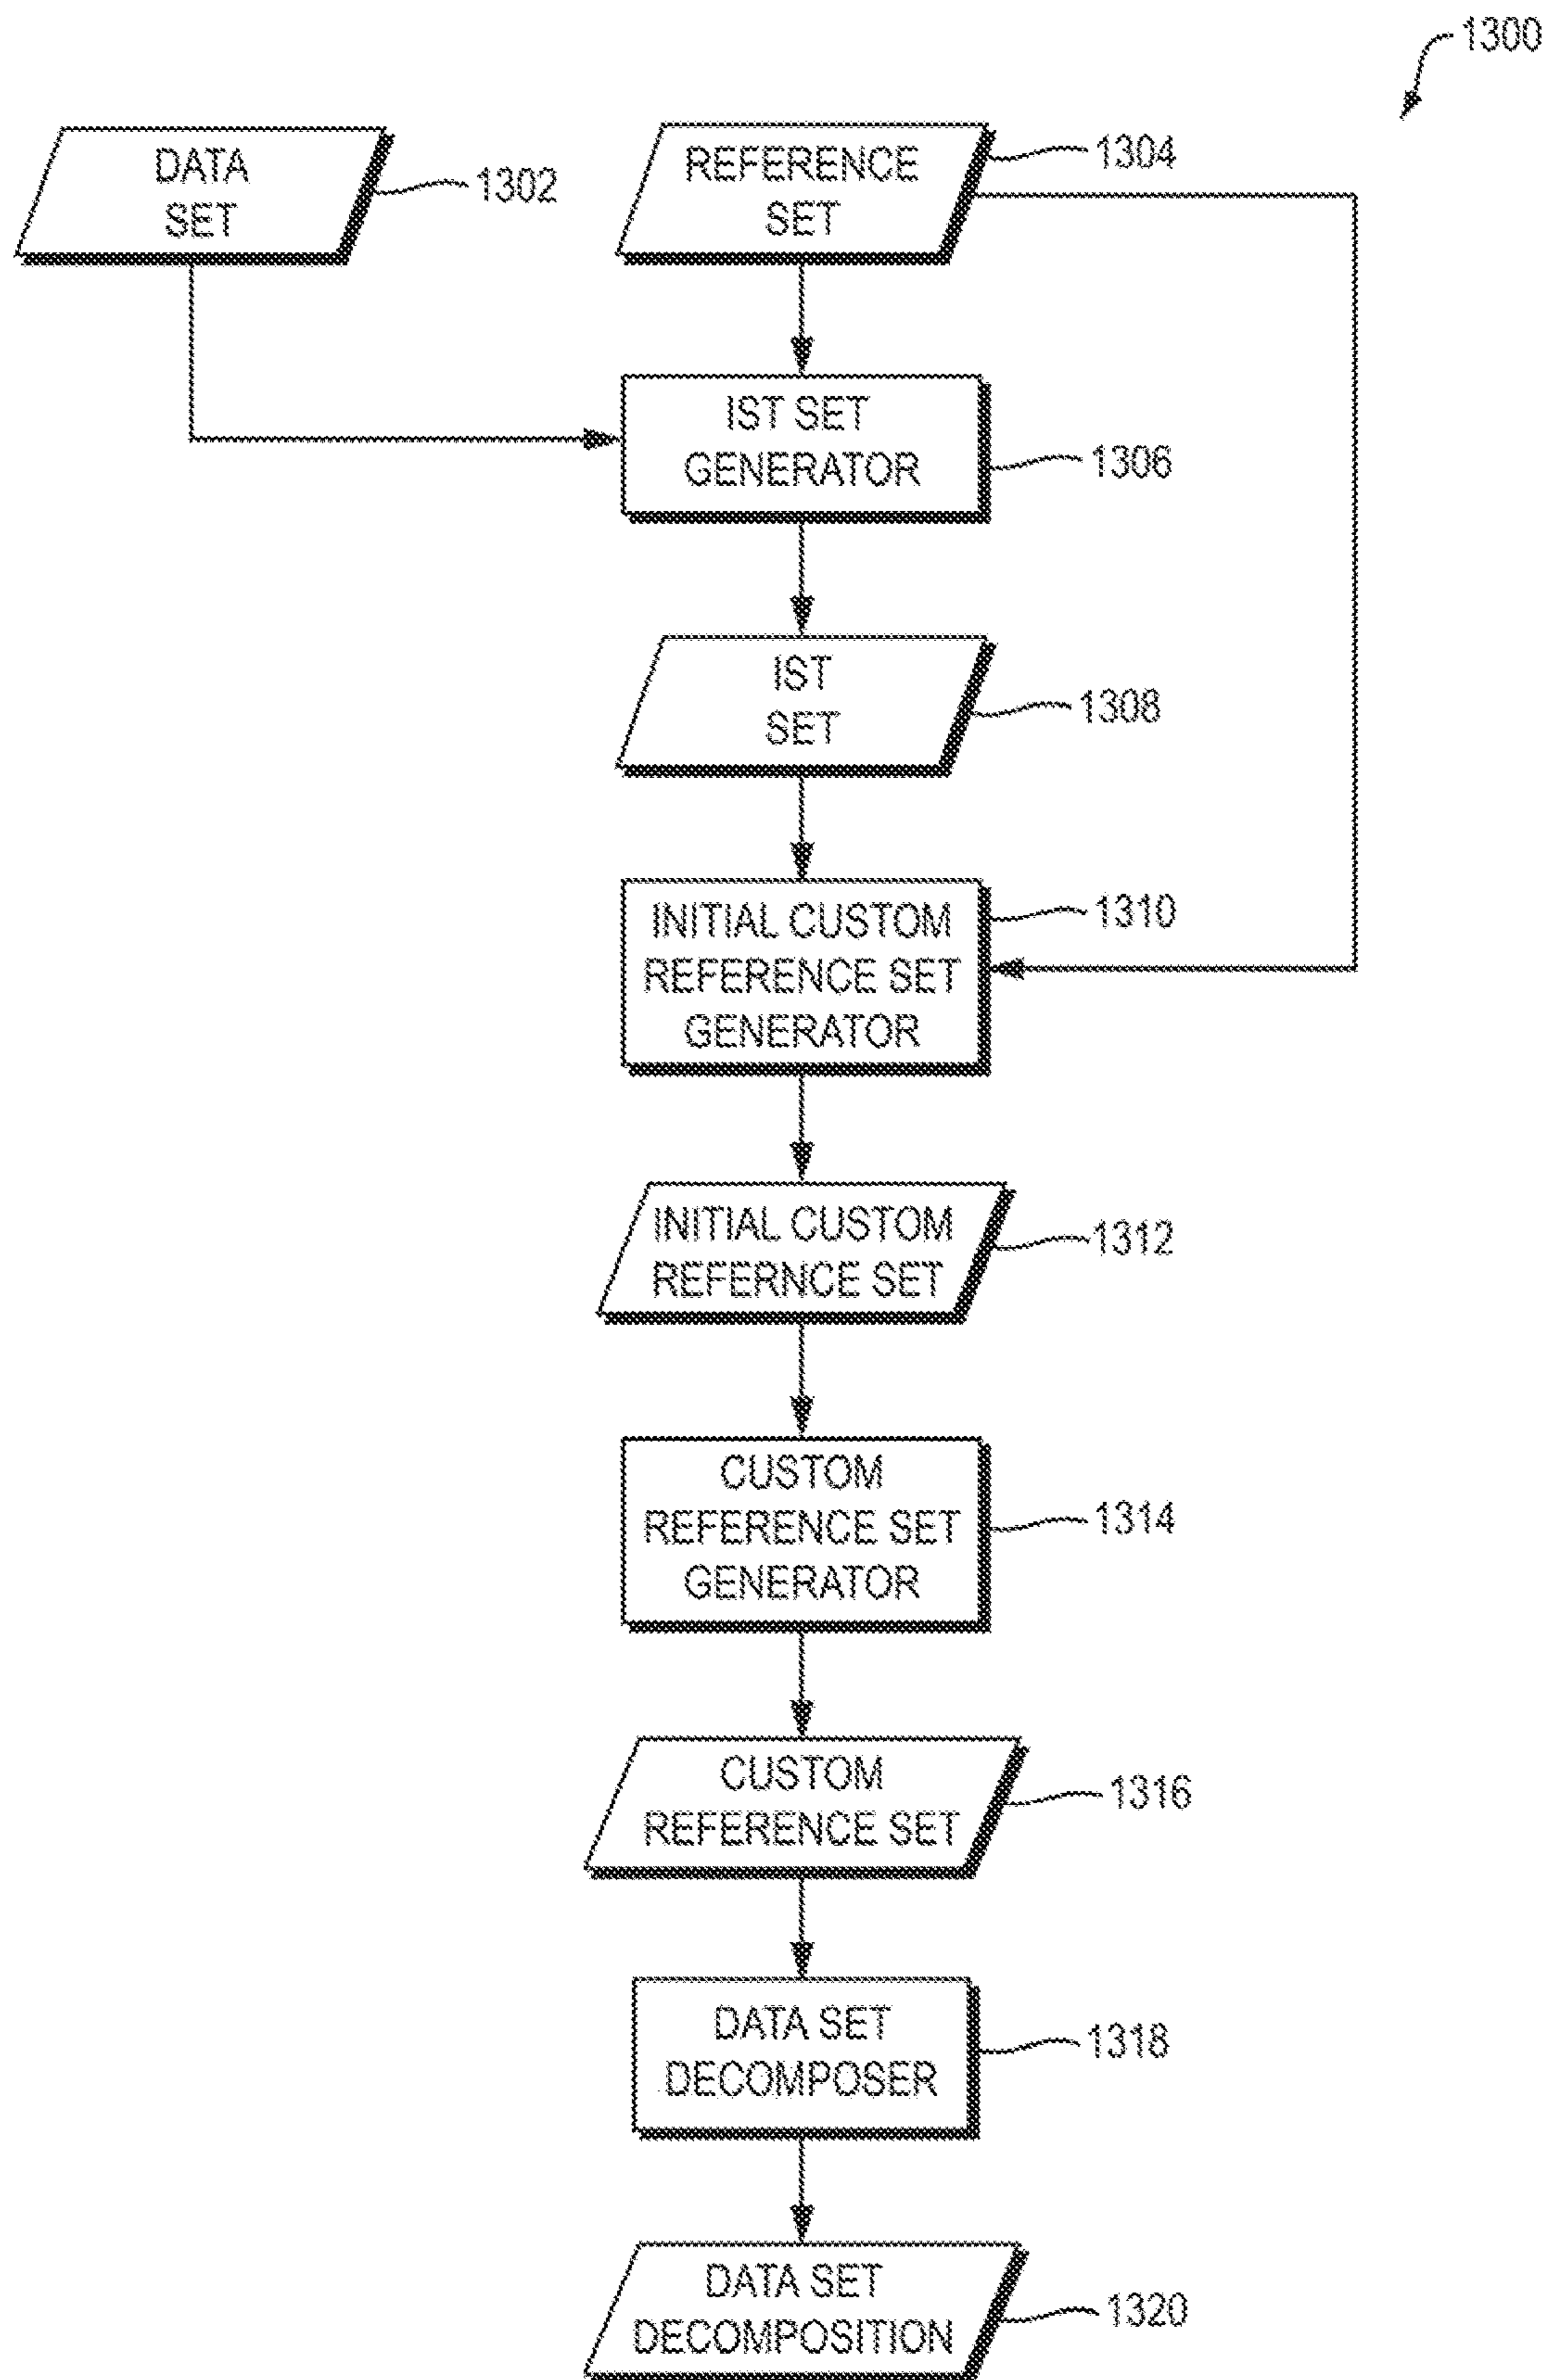 1300
DATA
SET
1302
REFERENCE
SET
1304
IST SET
GENERATOR
1306
IST
SET
1308
INITIAL CUSTOM
REFERENCE SET
GENERATOR
1310
INITIAL CUSTOM
REFERNCE SET
1312
CUSTOM
REFERENCE SET
GENERATOR
1314
CUSTOM
REFERENCE SET
1316
DATA SET
DECOMPOSER
1318
DATA SET
DECOMPOSITION
1320